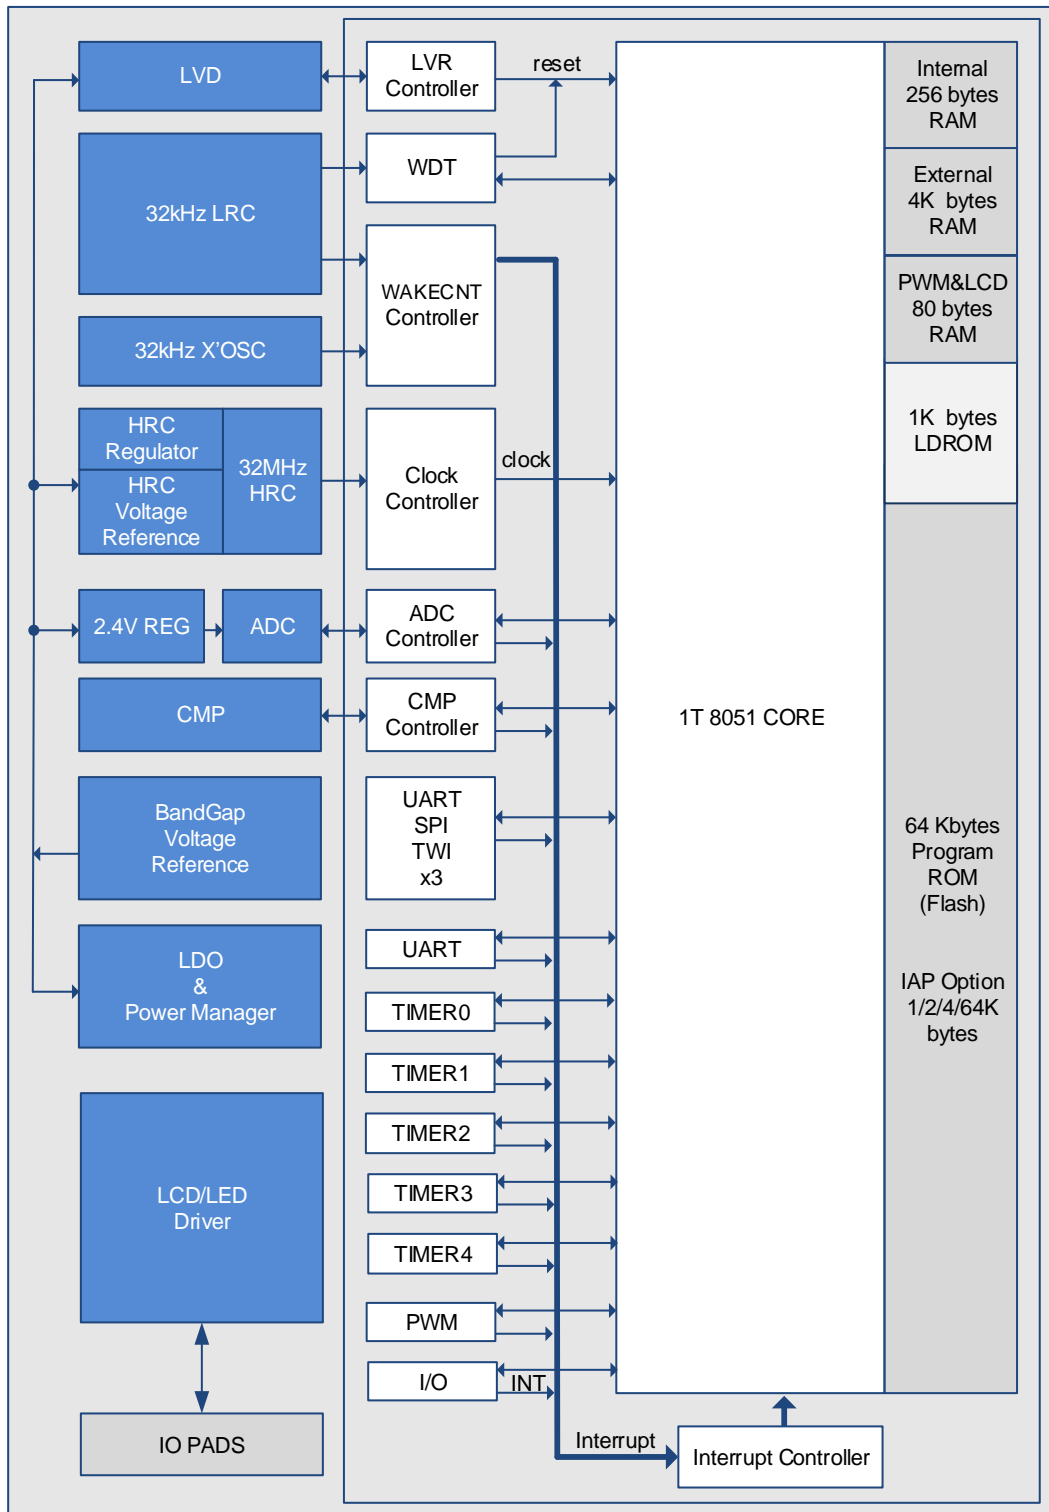 LVD
LVR
Controller
reset
Internal
256 bytes
RAM
32kHz LRC
WDT
External
4K bytes
RAM
WAKECNT
Controller
PWM&LCD
80 bytes
RAM
32kHz X'OSC
HRC
Regulator
HRC
Voltage
Reference
32MHz
HRC
Clock
Controller
clock
1K bytes
LDROM
2.4V REG
ADC
ADC
Controller
CMP
CMP
Controller
1T 8051 CORE
BandGap
Voltage
Reference
UART
SPI
TWI
x3
64 Kbytes
Program
ROM
(Flash)
IAP Option
1/2/4/64K
bytes
LDO
&
Power Manager
UART
TIMER0
TIMER1
TIMER2
TIMER3
TIMER4
LCD/LED
Driver
PWM
I/O
INT
IO PADS
Interrupt
Interrupt Controller